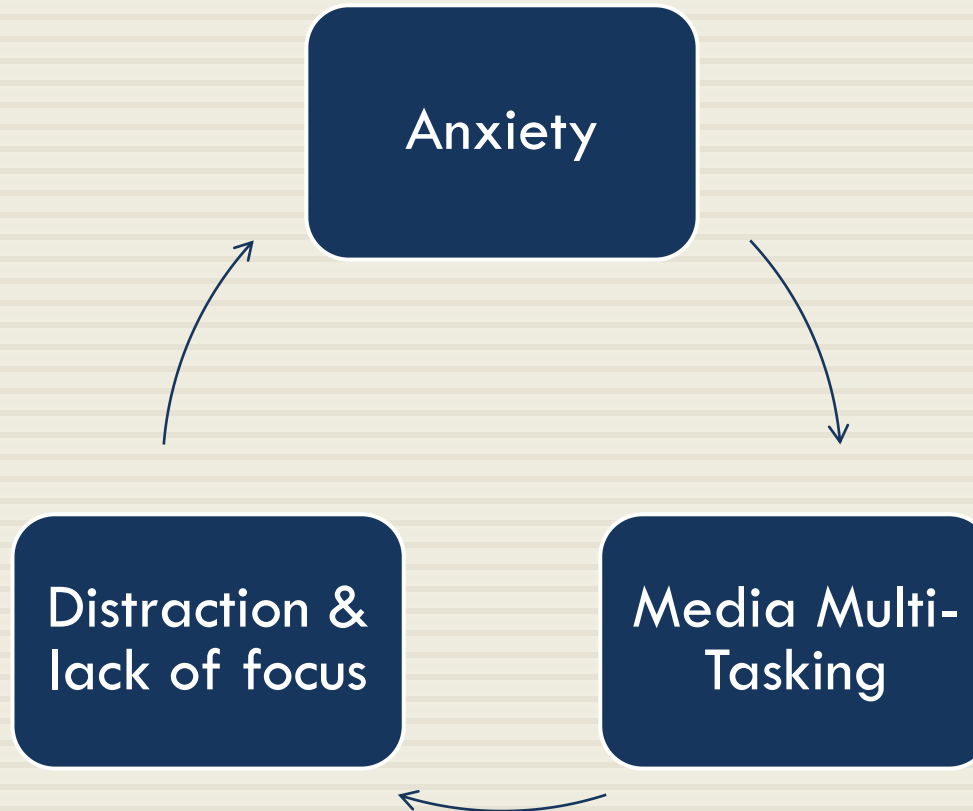 Anxiety
Distraction &
lack of focus
Media Multi-
Tasking